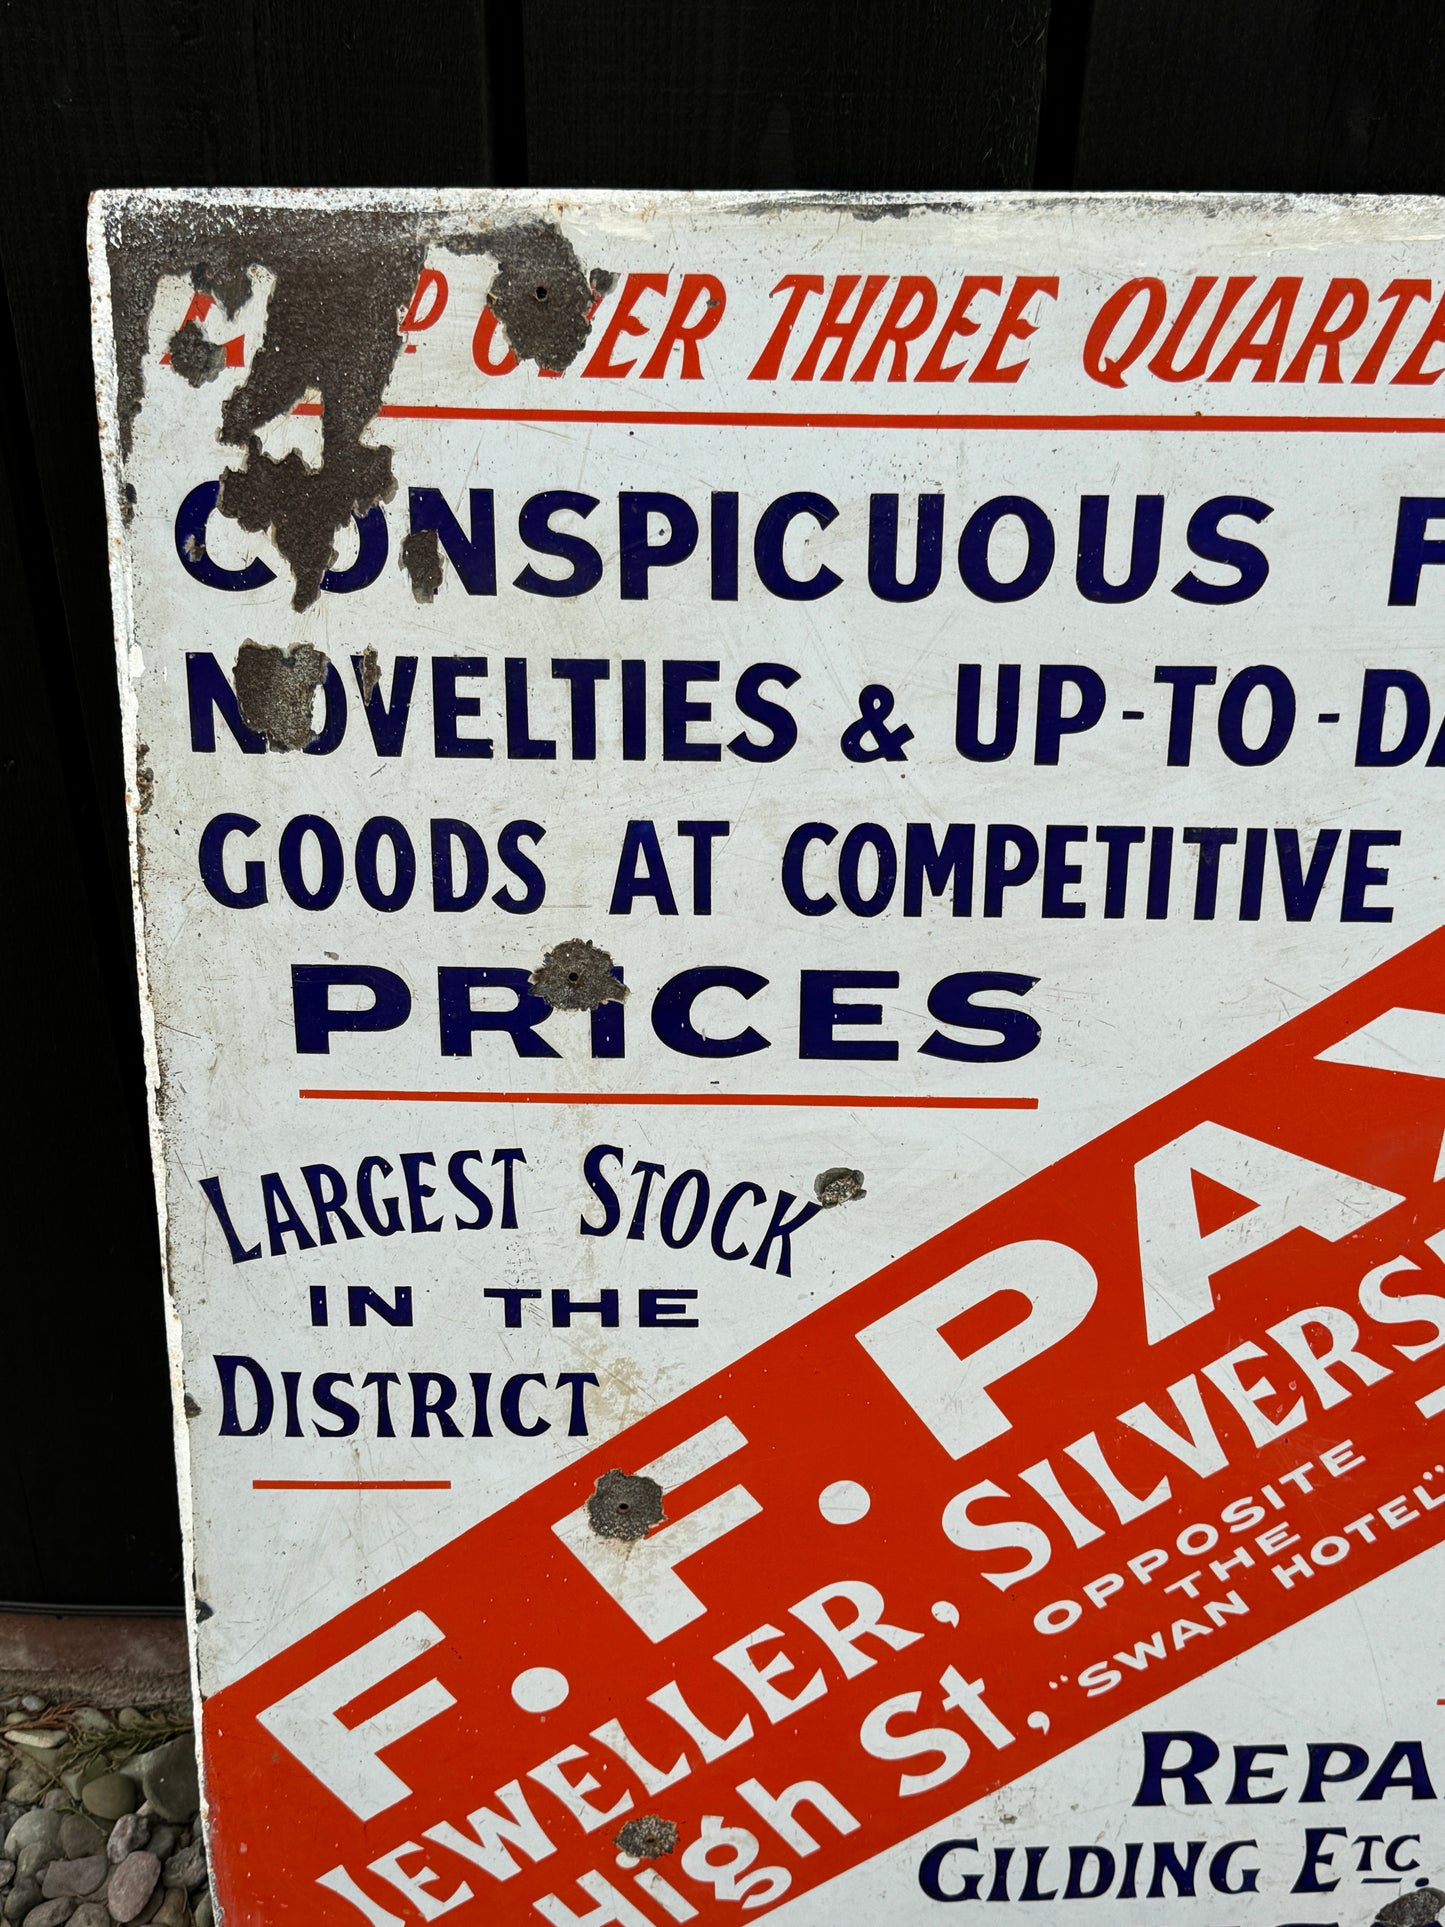 OVER THREE QUARTE
CONSPICUOUS F
NOVELTIES & UP-TO-DA
GOODS AT COMPETITIVE
PRICES
LARGEST STOCK
IN THE
DISTRICT
F. F. PAX
JEWELLER, SILVERS
High St, OPPOSITE THE "SWAN HOTEL"
REPA
GILDING ETC.